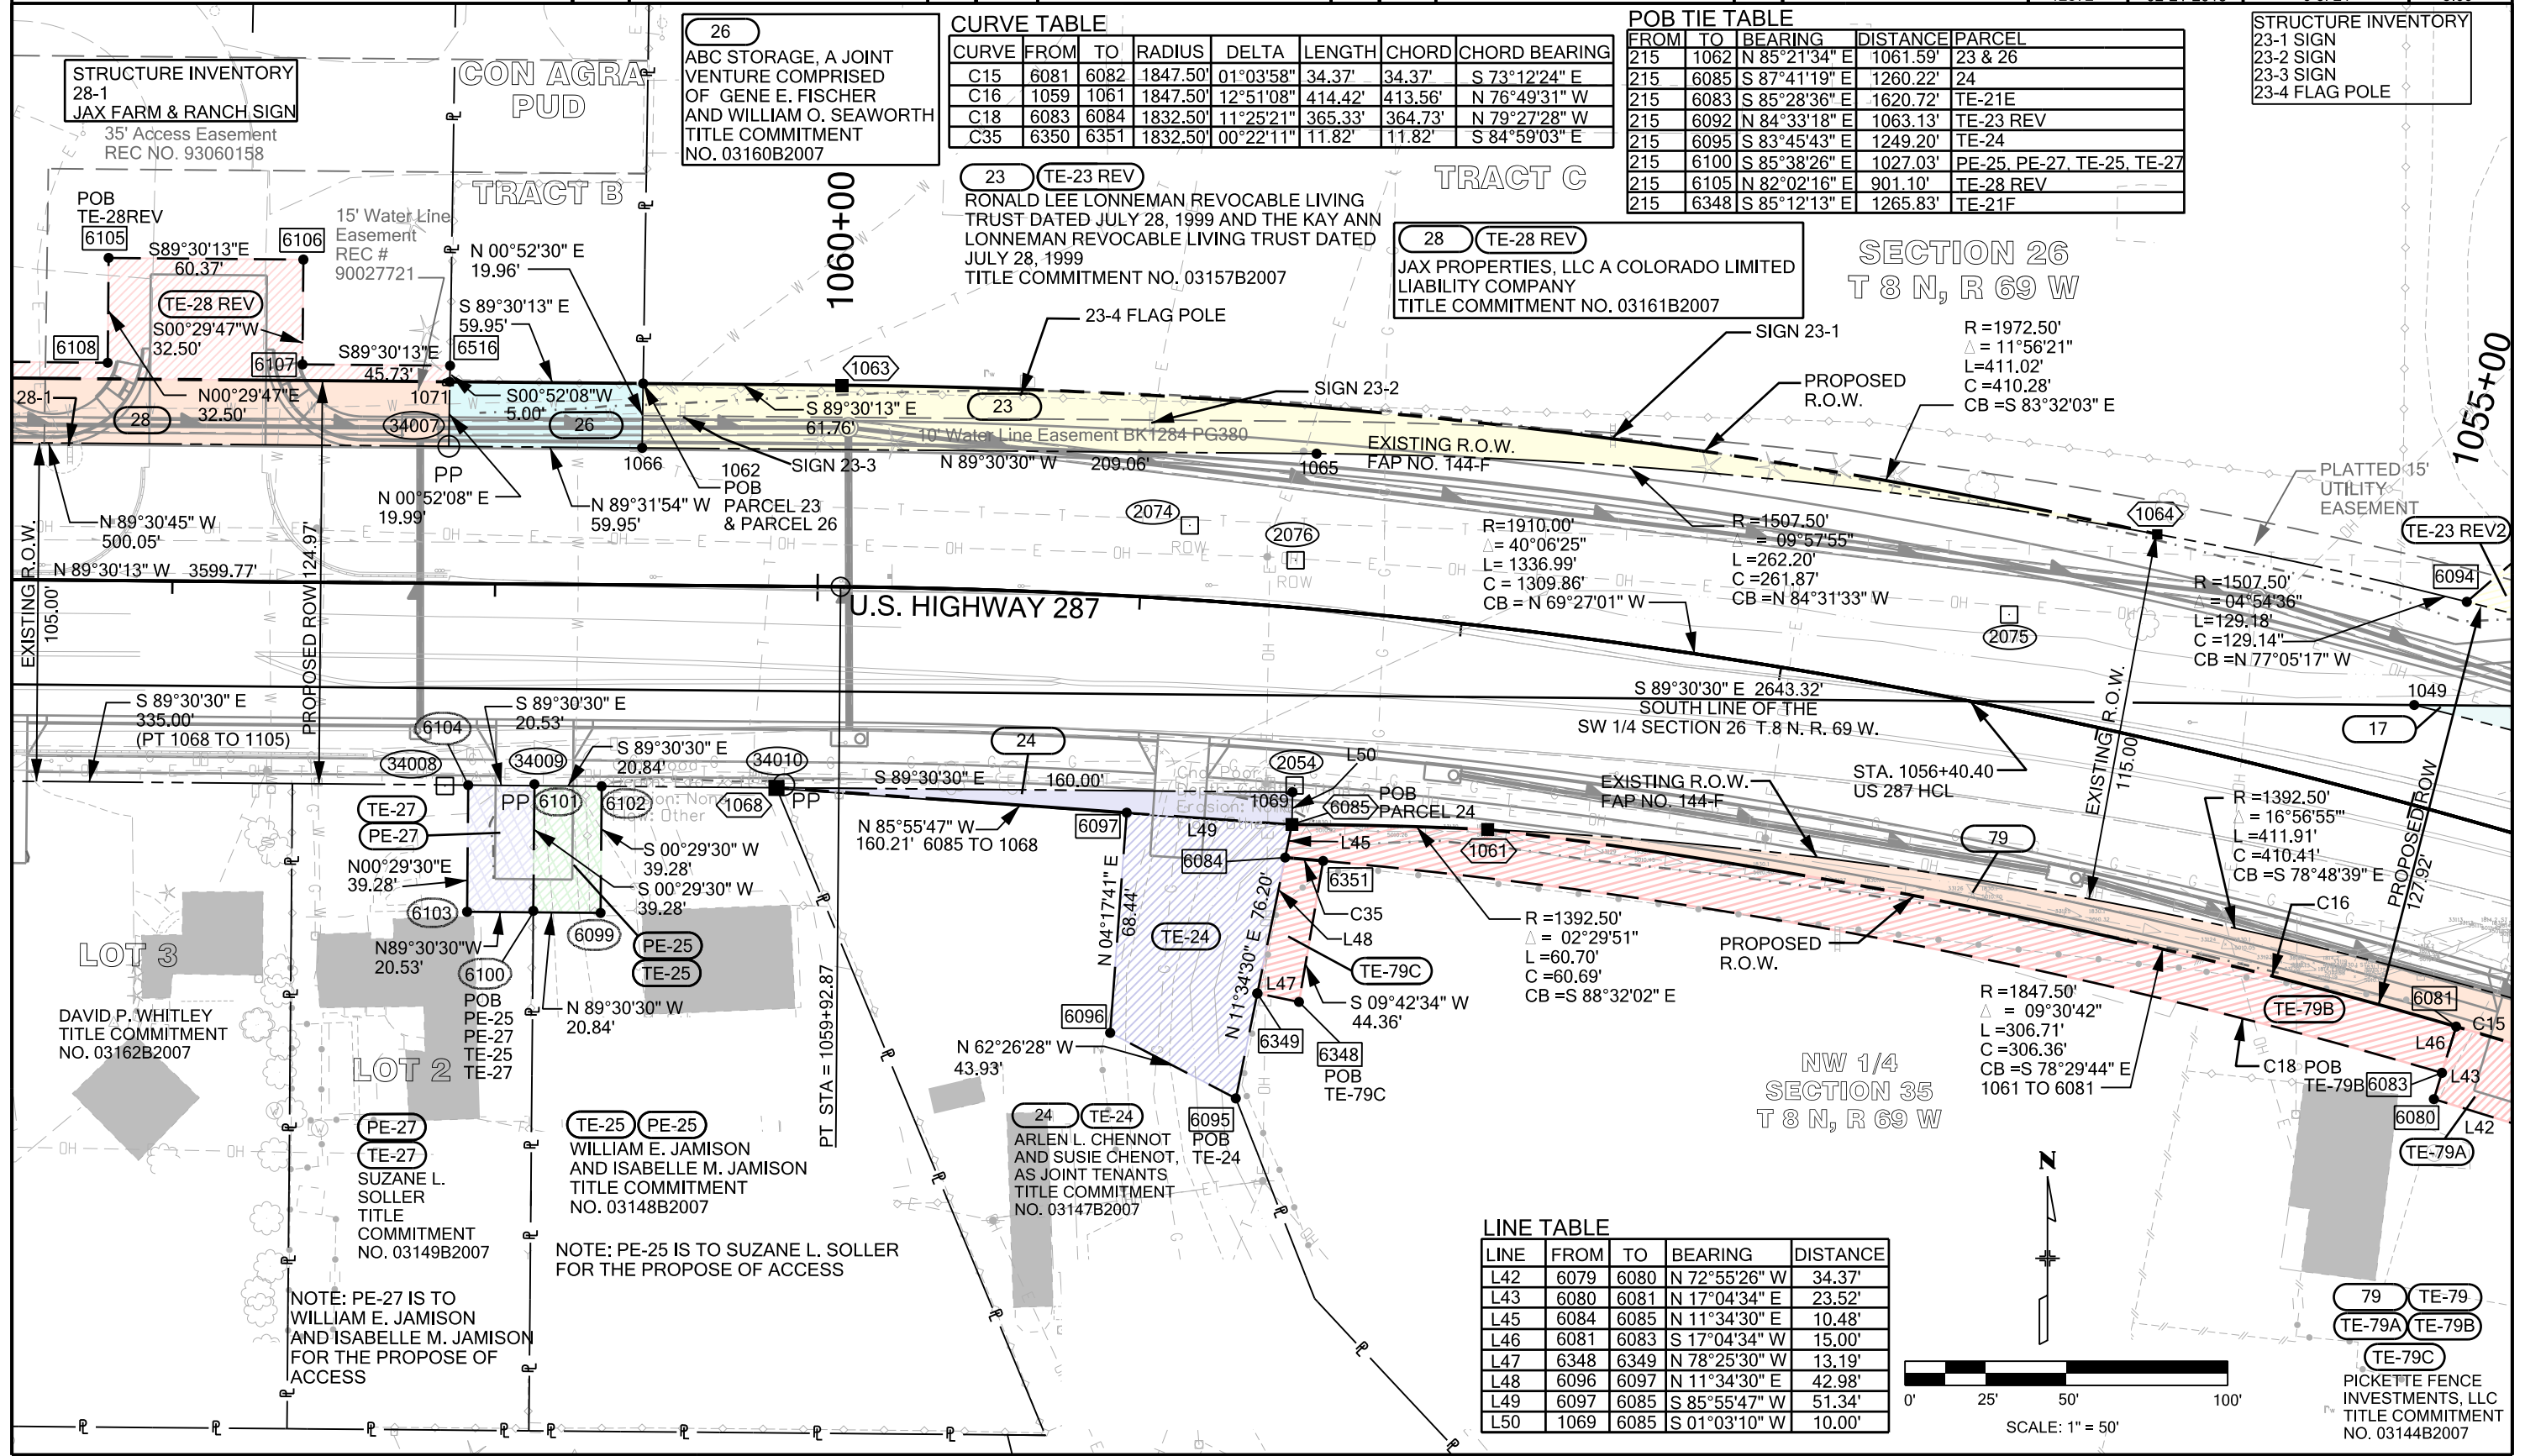 STRUCTURE INVENTORY
28-1
JAX FARM & RANCH SIGN
35' Access Easement
REC NO. 93060158
CON AGRA
PUD
TRACT B
26
ABC STORAGE, A JOINT
VENTURE COMPRISED
OF GENE E. FISCHER
AND WILLIAM O. SEAWORTH
TITLE COMMITMENT
NO. 03160B2007
CURVE TABLE
CURVE FROM TO RADIUS DELTA LENGTH CHORD CHORD BEARING
C15 6081 6082 1847.50' 01°03'58" 34.37' 34.37' S 73°12'24" E
C16 1059 1061 1847.50' 12°51'08" 414.42' 413.56' N 76°49'31" W
C18 6083 6084 1832.50' 11°25'21" 365.33' 364.73' N 79°27'28" W
C35 6350 6351 1832.50' 00°22'11" 11.82' 11.82' S 84°59'03" E
POB TIE TABLE
FROM TO BEARING DISTANCE PARCEL
215 1062 N 85°21'34" E 1061.59' 23 & 26
215 6085 S 87°41'19" E 1260.22' 24
215 6083 S 85°28'36" E 1620.72' TE-21E
215 6092 N 84°33'18" E 1063.13' TE-23 REV
215 6095 S 83°45'43" E 1249.20' TE-24
215 6100 S 85°38'26" E 1027.03' PE-25, PE-27, TE-25, TE-27
215 6105 N 82°02'16" E 901.10' TE-28 REV
215 6348 S 85°12'13" E 1265.83' TE-21F
STRUCTURE INVENTORY
23-1 SIGN
23-2 SIGN
23-3 SIGN
23-4 FLAG POLE
1060+00
23 TE-23 REV
RONALD LEE LONNEMAN REVOCABLE LIVING
TRUST DATED JULY 28, 1999 AND THE KAY ANN
LONNEMAN REVOCABLE LIVING TRUST DATED
JULY 28, 1999
TITLE COMMITMENT NO. 03157B2007
TRACT C
28 TE-28 REV
JAX PROPERTIES, LLC A COLORADO LIMITED
LIABILITY COMPANY
TITLE COMMITMENT NO. 03161B2007
SECTION 26
T 8 N, R 69 W
1055+00
POB
TE-28REV
6105
6106
S89°30'13"E
60.37'
15' Water Line
Easement
REC #
90027721
N 00°52'30" E
19.96'
TE-28 REV
S00°29'47"W
32.50'
S 89°30'13" E
59.95'
6516
6108
6107
S89°30'13"E
45.73'
23-4 FLAG POLE
SIGN 23-1
R =1972.50'
Δ = 11°56'21"
L=411.02'
C =410.28'
CB =S 83°32'03" E
1063
SIGN 23-2
PROPOSED
R.O.W.
28-1
N00°29'47"E
32.50'
28
1071
34007
S00°52'08"W
5.00'
26
S 89°30'13" E
61.76'
23
10' Water Line Easement BK1284 PG380
EXISTING R.O.W.
FAP NO. 144-F
N 89°30'30" W 209.06'
1065
PP
1066
1062
POB
PARCEL 23
& PARCEL 26
SIGN 23-3
N 00°52'08" E
19.99'
N 89°31'54" W
59.95'
N 89°30'45" W
500.05'
N 89°30'13" W 3599.77'
EXISTING R.O.W.
105.00'
PROPOSED ROW 124.97'
2074
ROW
2076
ROW
R=1910.00'
Δ= 40°06'25"
L= 1336.99'
C = 1309.86'
CB = N 69°27'01" W
R =1507.50'
Δ = 09°57'55"
L =262.20'
C =261.87'
CB =N 84°31'33" W
1064
PLATTED 15'
UTILITY
EASEMENT
TE-23 REV2
6094
R =1507.50'
Δ = 04°54'36"
L=129.18'
C =129.14"
CB =N 77°05'17" W
2075
U.S. HIGHWAY 287
S 89°30'30" E 2643.32'
SOUTH LINE OF THE
SW 1/4 SECTION 26 T.8 N. R. 69 W.
1049
17
EXISTING R.O.W.
115.00'
PROPOSED ROW
127.92'
STA. 1056+40.40
US 287 HCL
S 89°30'30" E
335.00'
(PT 1068 TO 1105)
6104
S 89°30'30" E
20.53'
34008
34009
S 89°30'30" E
20.84'
34010
24
S 89°30'30" E 160.00'
2054
L50
1069
6085
POB
PARCEL 24
EXISTING R.O.W.
FAP NO. 144-F
TE-27
PE-27
PP
6101
6102
1068
PP
N 85°55'47" W
160.21' 6085 TO 1068
6097
L49
L45
6084
1061
79
R =1392.50'
Δ = 16°56'55"'
L =411.91'
C =410.41'
CB =S 78°48'39" E
N00°29'30"E
39.28'
S 00°29'30" W
39.28'
S 00°29'30" W
39.28'
6351
C35
L48
TE-79C
L47
S 09°42'34" W
44.36'
R =1392.50'
Δ = 02°29'51"
L =60.70'
C =60.69'
CB =S 88°32'02" E
PROPOSED
R.O.W.
C16
6103
6099
N89°30'30"W
20.53'
6100
PE-25
TE-25
POB
PE-25
PE-27
TE-25
TE-27
N 89°30'30" W
20.84'
LOT 3
LOT 2
DAVID P. WHITLEY
TITLE COMMITMENT
NO. 03162B2007
PT STA = 1059+92.87
N 04°17'41" E
68.44'
TE-24
N 11°34'30" E 76.20'
6096
N 62°26'28" W
43.93'
6349
6348
POB
TE-79C
6095
POB
TE-24
R =1847.50'
Δ = 09°30'42"
L =306.71'
C =306.36'
CB =S 78°29'44" E
1061 TO 6081
TE-79B
6081
C15
L46
C18
POB
TE-79B
6083
L43
6080
L42
TE-79A
NW 1/4
SECTION 35
T 8 N, R 69 W
PE-27
TE-27
SUZANE L.
SOLLER
TITLE
COMMITMENT
NO. 03149B2007
TE-25 PE-25
WILLIAM E. JAMISON
AND ISABELLE M. JAMISON
TITLE COMMITMENT
NO. 03148B2007
24 TE-24
ARLEN L. CHENNOT
AND SUSIE CHENOT,
AS JOINT TENANTS
TITLE COMMITMENT
NO. 03147B2007
NOTE: PE-25 IS TO SUZANE L. SOLLER
FOR THE PROPOSE OF ACCESS
NOTE: PE-27 IS TO
WILLIAM E. JAMISON
AND ISABELLE M. JAMISON
FOR THE PROPOSE OF
ACCESS
LINE TABLE
LINE FROM TO BEARING DISTANCE
L42 6079 6080 N 72°55'26" W 34.37'
L43 6080 6081 N 17°04'34" E 23.52'
L45 6084 6085 N 11°34'30" E 10.48'
L46 6081 6083 S 17°04'34" W 15.00'
L47 6348 6349 N 78°25'30" W 13.19'
L48 6096 6097 N 11°34'30" E 42.98'
L49 6097 6085 S 85°55'47" W 51.34'
L50 1069 6085 S 01°03'10" W 10.00'
N
0' 25' 50' 100'
SCALE: 1" = 50'
79 TE-79
TE-79A TE-79B
TE-79C
PICKETTE FENCE
INVESTMENTS, LLC
TITLE COMMITMENT
NO. 03144B2007